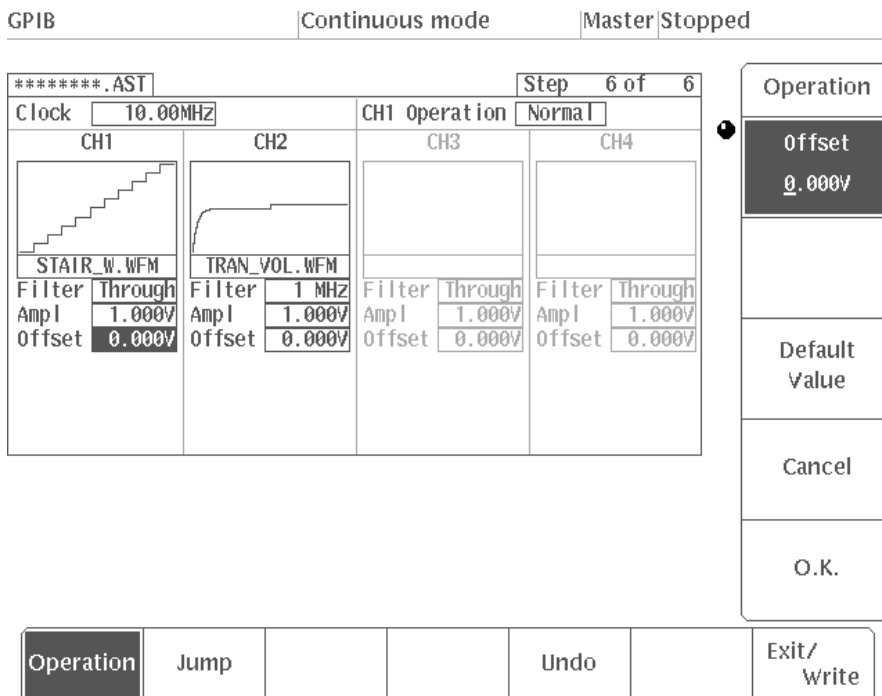 GPIB Continuous mode Master Stopped
********.AST Step 6 of 6
Clock 10.00MHz CH1 Operation Normal
CH1 CH2 CH3 CH4
STAIR_W.WFM TRAN_VOL.WFM
Filter Through Filter 1 MHz Filter Through Filter Through
Ampl 1.000V Ampl 1.000V Ampl 1.000V Ampl 1.000V
Offset 0.000V Offset 0.000V Offset 0.000V Offset 0.000V
Operation
Offset
0.000V
Default
Value
Cancel
O.K.
Operation Jump Undo Exit/
Write